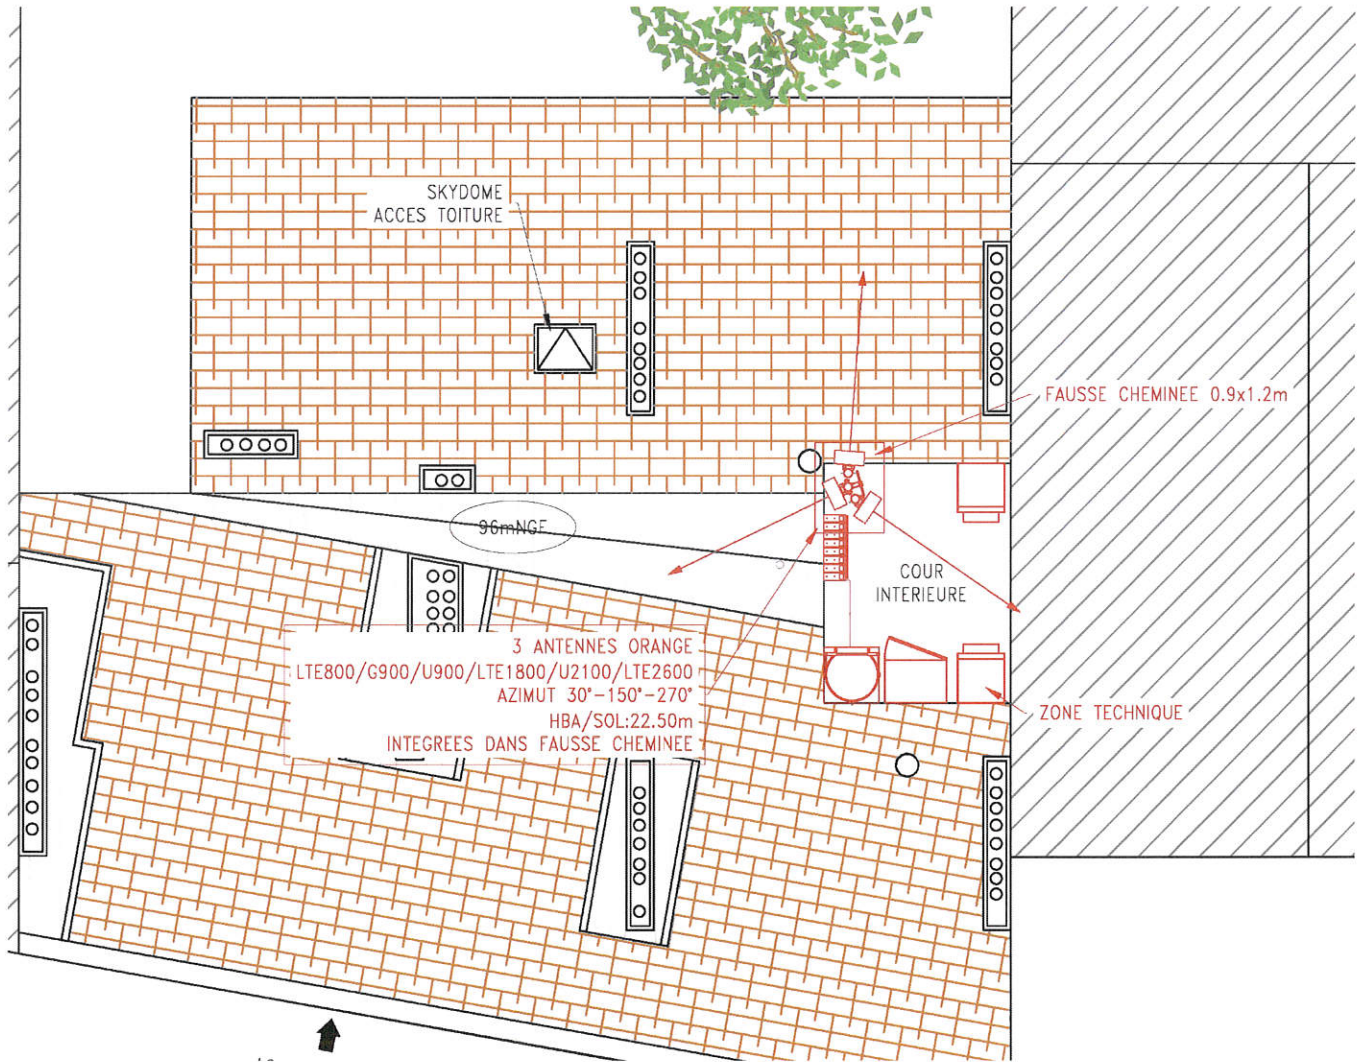 SKYDOME
ACCES TOITURE
FAUSSE CHEMINEE 0.9x1.2m
96mNGF
COUR
INTERIEURE
3 ANTENNES ORANGE
LTE800/G900/U900/LTE1800/U2100/LTE2600
AZIMUT 30°-150°-270°
HBA/SOL:22.50m
INTEGREES DANS FAUSSE CHEMINEE
ZONE TECHNIQUE